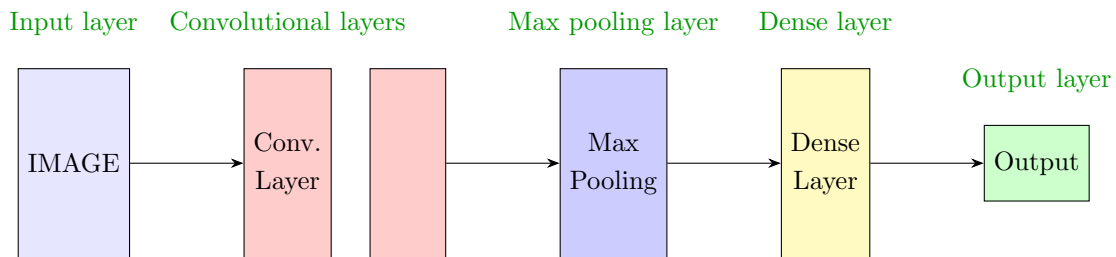 Input layer
Convolutional layers
Max pooling layer
Dense layer
Output layer
IMAGE
Conv.
Layer
Max
Pooling
Dense
Layer
Output